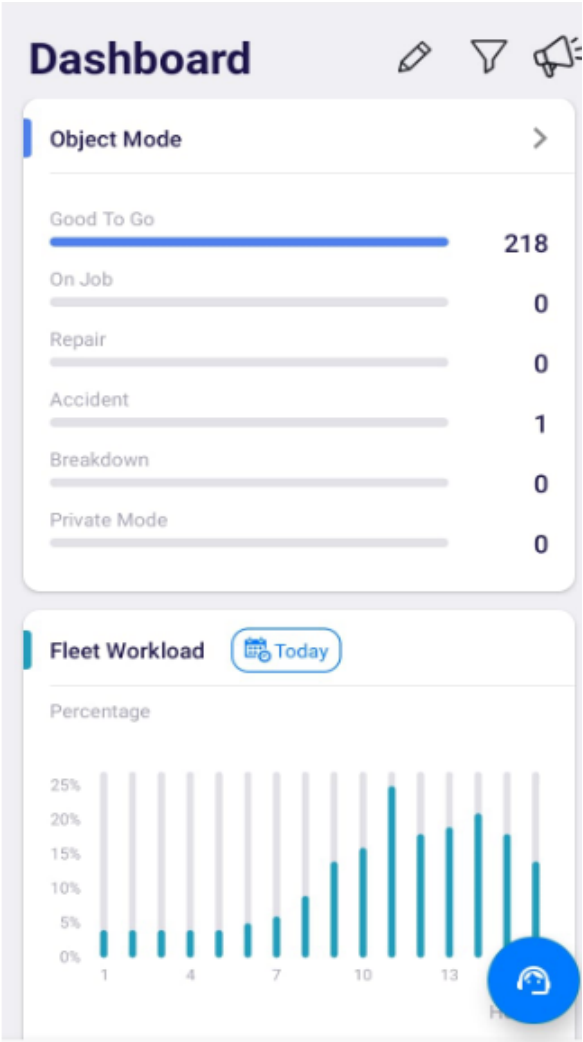 Dashboard
Object Mode
Good To Go
218
On Job
0
Repair
0
Accident
1
Breakdown
0
Private Mode
0
Fleet Workload
Today
Percentage
25%
20%
15%
10%
5%
0%
1 4 7 10 13